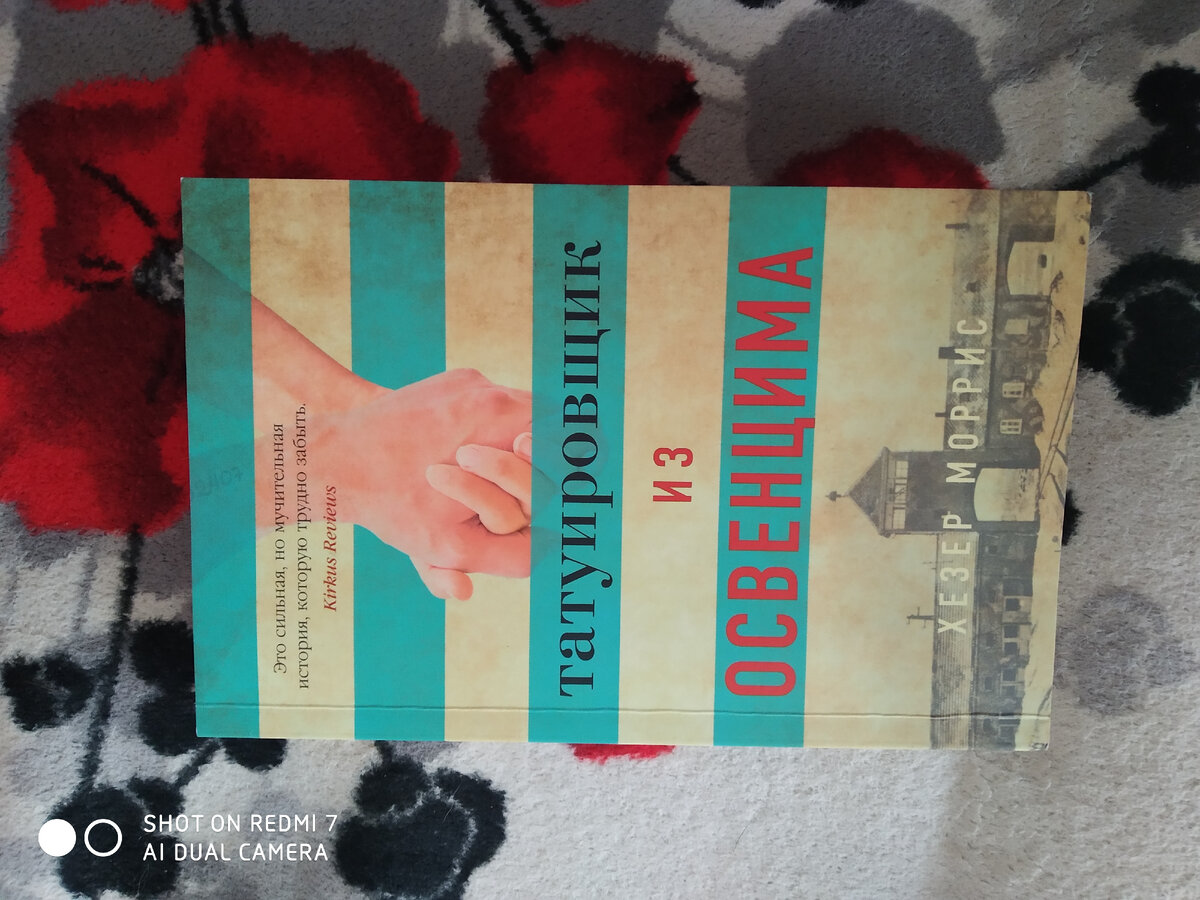 Это сильная, но мучительная
история, которую трудно забыть.
Kirkus Reviews
татуировщик
ИЗ
ОСВЕНЦИМА
ХЕЗЕР МОРРИС
SHOT ON REDMI 7
AI DUAL CAMERA